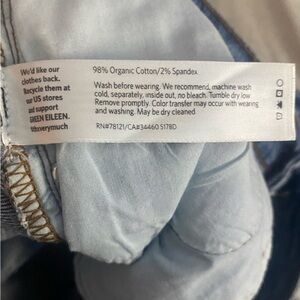 We'd like our
clothes back.
Recycle them at
our US stores
and support
GREEN EILEEN.
#thxverymuch
98% Organic Cotton/2% Spandex
Wash before wearing. We recommend, machine wash
cold, separately, inside out, no bleach. Tumble dry low
Remove promptly. Color transfer may occur with wearing
and washing. May be dry cleaned
RN#78121/CA#34460 S178D